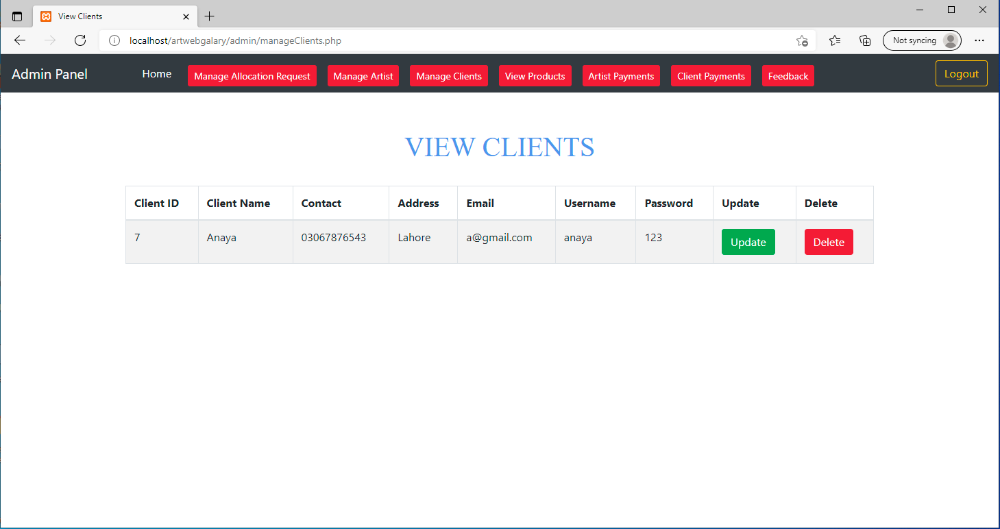 View Clients
localhost/artwebgalary/admin/manageClients.php
Not syncing
Admin Panel Home Manage Allocation Request Manage Artist Manage Clients View Products Artist Payments Client Payments Feedback Logout
VIEW CLIENTS
Client ID Client Name Contact Address Email Username Password Update Delete
7 Anaya 03067876543 Lahore a@gmail.com anaya 123 Update Delete